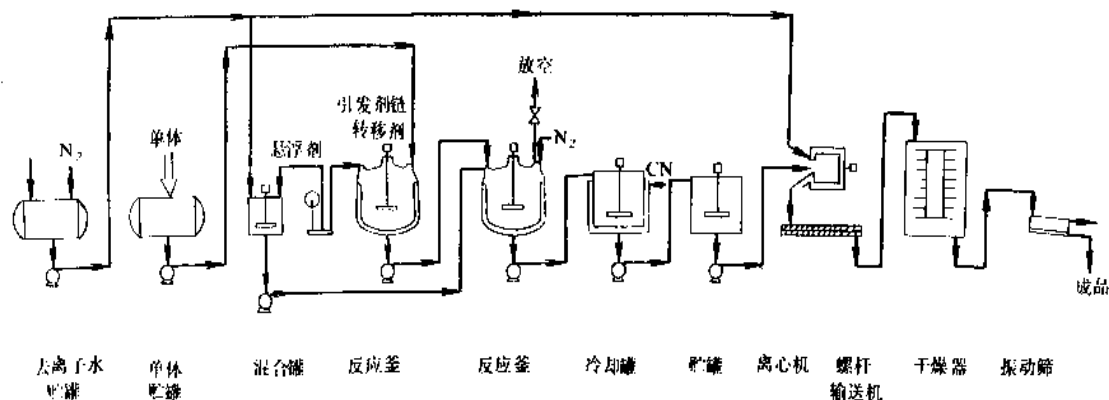 放空
引发剂链
转移剂
N₂
单体
悬浮剂
N₂
CN
成品
去离子水
贮罐
单体
贮罐
混合罐
反应釜
反应釜
冷却罐
贮罐
离心机
螺杆
输送机
干燥器
振动筛